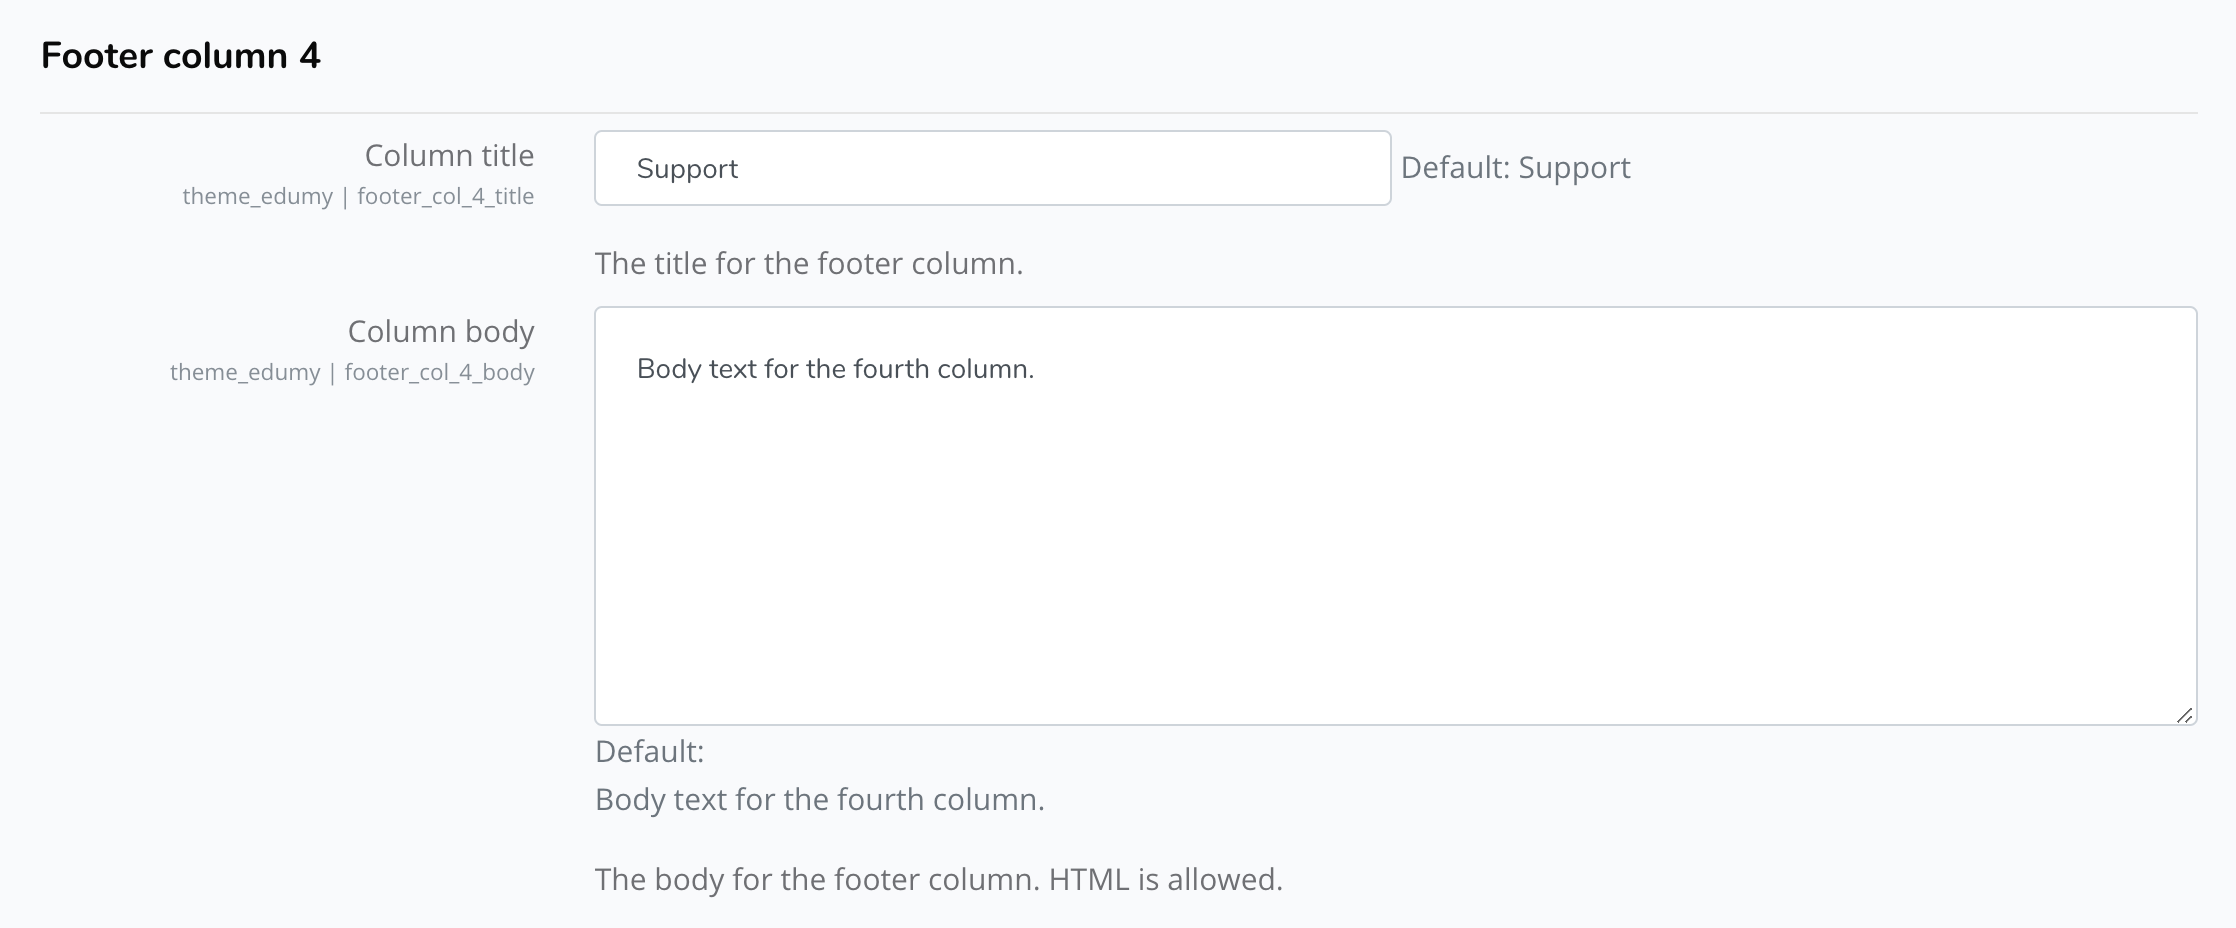 Footer column 4
Column title
theme_edumy | footer_col_4_title
Support
Default: Support
The title for the footer column.
Column body
theme_edumy | footer_col_4_body
Body text for the fourth column.
Default:
Body text for the fourth column.
The body for the footer column. HTML is allowed.